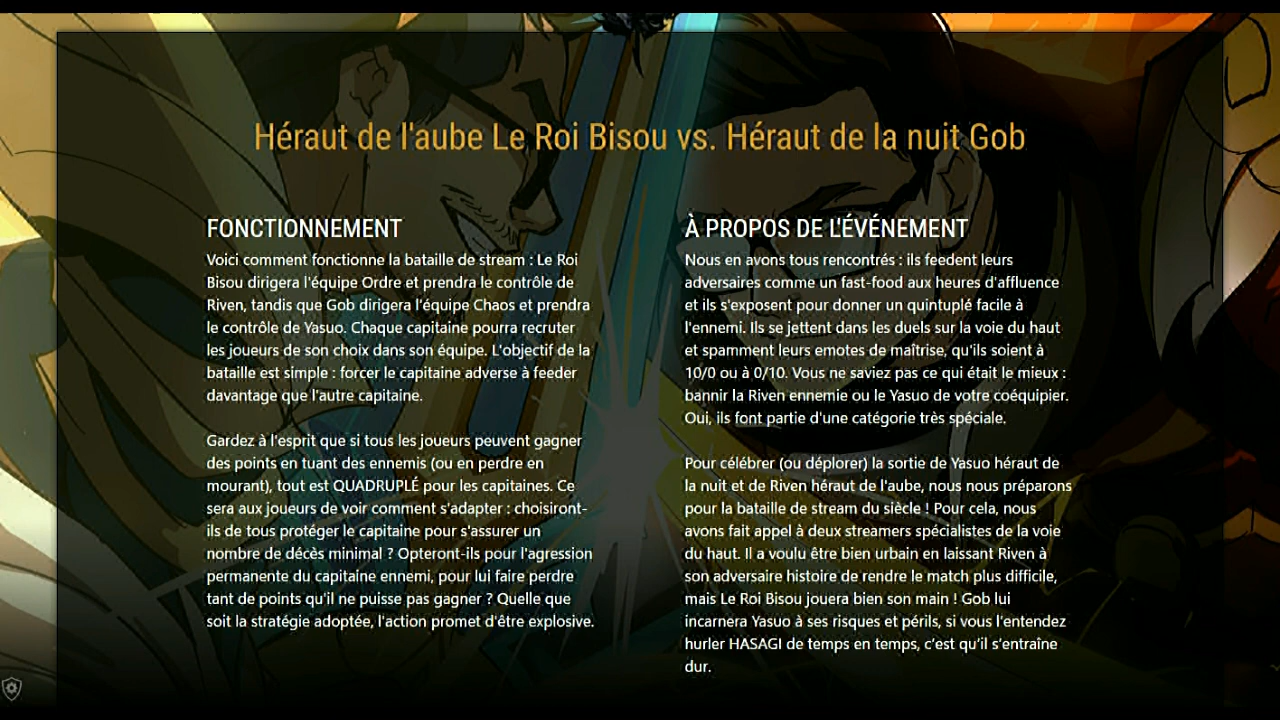 Héraut de l'aube Le Roi Bisou vs. Héraut de la nuit Gob
FONCTIONNEMENT
Voici comment fonctionne la bataille de stream : Le Roi
Bisou dirigera l'équipe Ordre et prendra le contrôle de
Riven, tandis que Gob dirigera l'équipe Chaos et prendra
le contrôle de Yasuo. Chaque capitaine pourra recruter
les joueurs de son choix dans son équipe. L'objectif de la
bataille est simple : forcer le capitaine adverse à feeder
davantage que l'autre capitaine.
Gardez à l'esprit que si tous les joueurs peuvent gagner
des points en tuant des ennemis (ou en perdre en
mourant), tout est QUADRUPLÉ pour les capitaines. Ce
sera aux joueurs de voir comment s'adapter : choisiront-
ils de tous protéger le capitaine pour s'assurer un
nombre de décès minimal ? Opteront-ils pour l'agression
permanente du capitaine ennemi, pour lui faire perdre
tant de points qu'il ne puisse pas gagner ? Quelle que
soit la stratégie adoptée, l'action promet d'être explosive.
À PROPOS DE L'ÉVÉNEMENT
Nous en avons tous rencontrés : ils feedent leurs
adversaires comme un fast-food aux heures d'affluence
et ils s'exposent pour donner un quintuplé facile à
l'ennemi. Ils se jettent dans les duels sur la voie du haut
et spamment leurs emotes de maîtrise, qu'ils soient à
10/0 ou à 0/10. Vous ne saviez pas ce qui était le mieux :
bannir la Riven ennemie ou le Yasuo de votre coéquipier.
Oui, ils font partie d'une catégorie très spéciale.
Pour célébrer (ou déplorer) la sortie de Yasuo héraut de
la nuit et de Riven héraut de l'aube, nous nous préparons
pour la bataille de stream du siècle ! Pour cela, nous
avons fait appel à deux streamers spécialistes de la voie
du haut. Il a voulu être bien urbain en laissant Riven à
son adversaire histoire de rendre le match plus difficile,
mais Le Roi Bisou jouera bien son main ! Gob lui
incarnera Yasuo à ses risques et périls, si vous l'entendez
hurler HASAGI de temps en temps, c’est qu’il s’entraîne
dur.